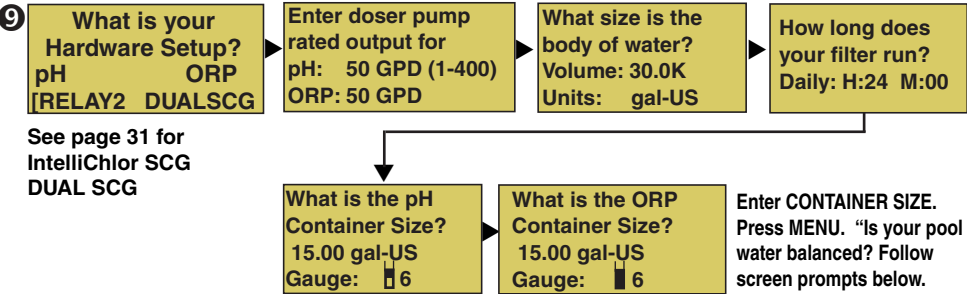 9
What is your
Hardware Setup?
pH ORP
[RELAY2 DUALSCG
Enter doser pump
rated output for
pH: 50 GPD (1-400)
ORP: 50 GPD
What size is the
body of water?
Volume: 30.0K
Units: gal-US
How long does
your filter run?
Daily: H:24 M:00
See page 31 for
IntelliChlor SCG
DUAL SCG
What is the pH
Container Size?
15.00 gal-US
Gauge: 6
What is the ORP
Container Size?
15.00 gal-US
Gauge: 6
Enter CONTAINER SIZE.
Press MENU. “Is your pool
water balanced? Follow
screen prompts below.